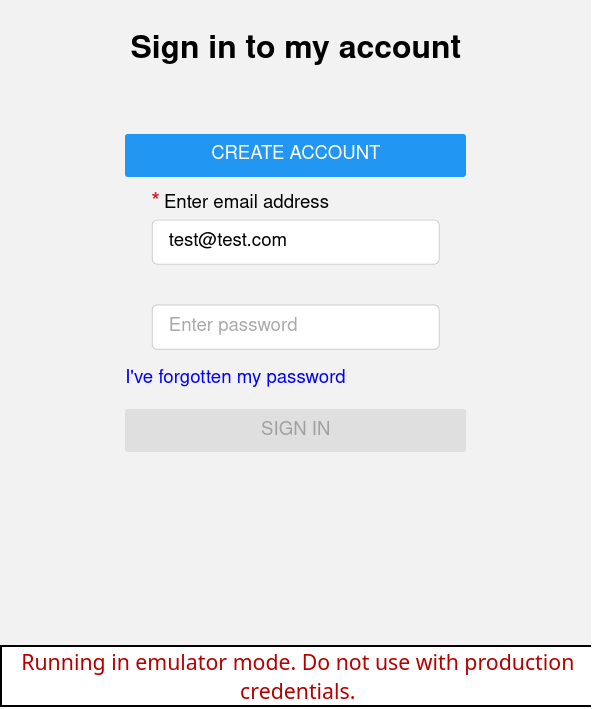 Sign in to my account
CREATE ACCOUNT
* Enter email address
test@test.com
Enter password
I've forgotten my password
SIGN IN
Running in emulator mode. Do not use with production
credentials.